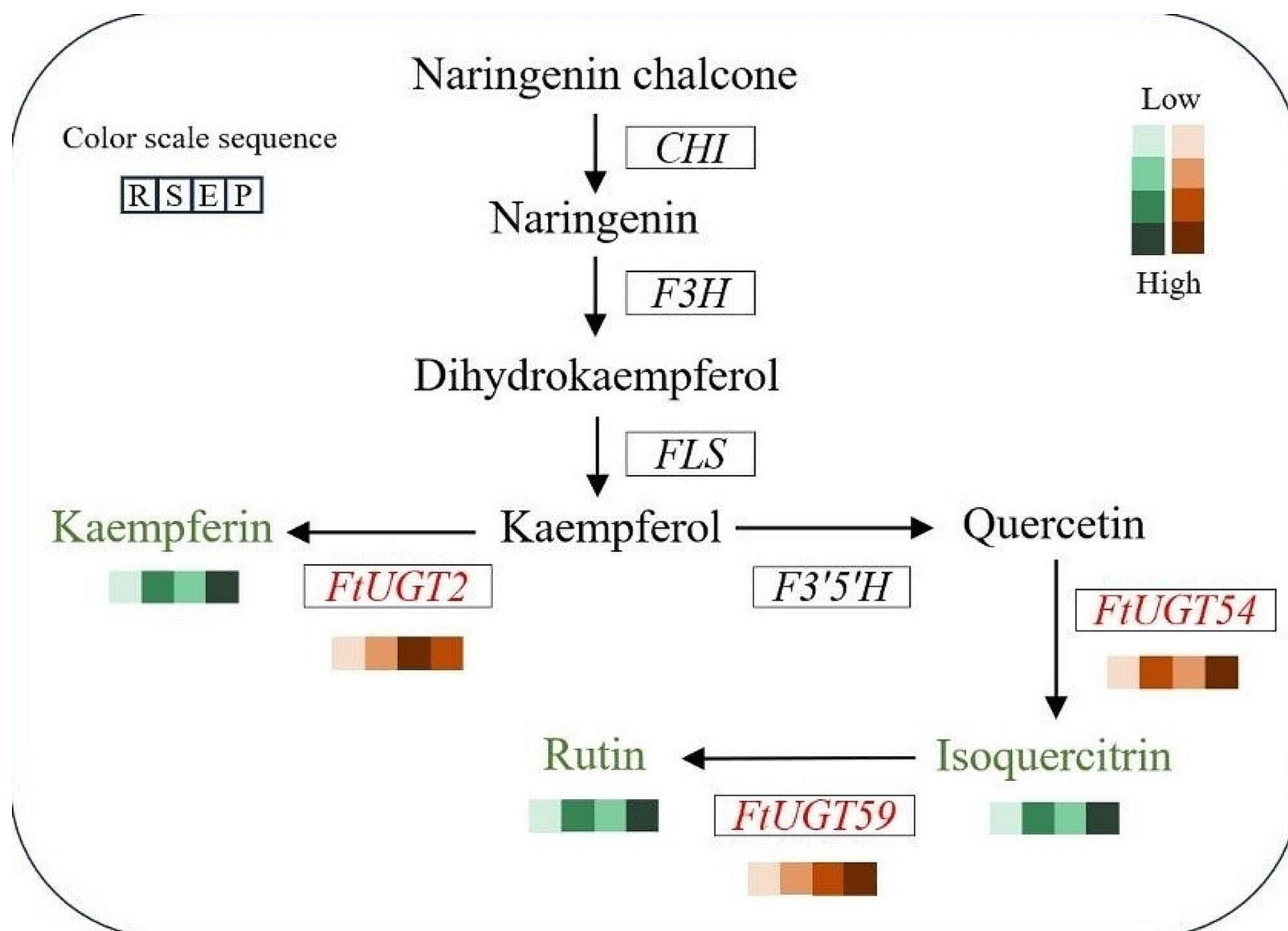 Naringenin chalcone
Low
Color scale sequence
CHI
R S E P
Naringenin
High
F3H
Dihydrokaempferol
FLS
Kaempferin
Kaempferol
Quercetin
FtUGT2
F3'5'H
FtUGT54
Rutin
Isoquercitrin
FtUGT59